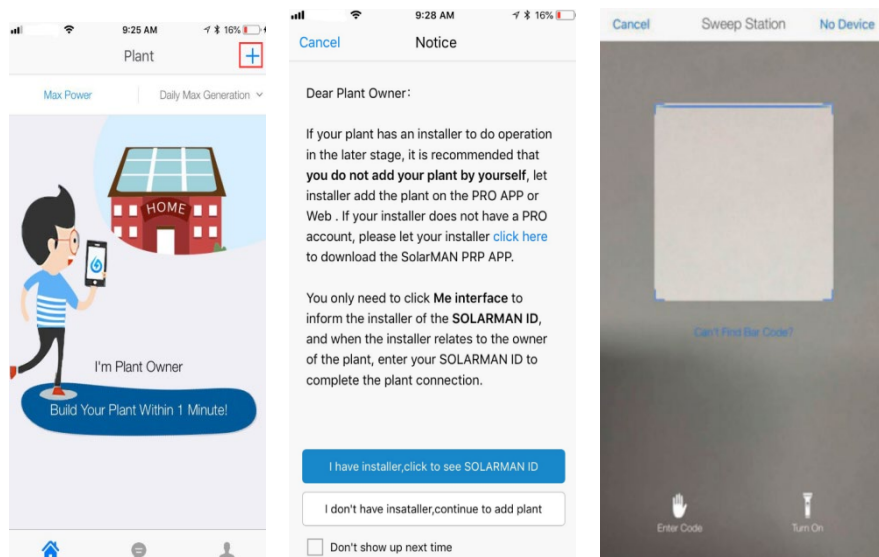 9:25 AM
16%
Plant
Max Power
Daily Max Generation
HOME
I'm Plant Owner
Build Your Plant Within 1 Minute!
9:28 AM
16%
Cancel
Notice
Dear Plant Owner:
If your plant has an installer to do operation
in the later stage, it is recommended that
you do not add your plant by yourself, let
installer add the plant on the PRO APP or
Web . If your installer does not have a PRO
account, please let your installer click here
to download the SolarMAN PRP APP.
You only need to click Me interface to
inform the installer of the SOLARMAN ID,
and when the installer relates to the owner
of the plant, enter your SOLARMAN ID to
complete the plant connection.
I have installer,click to see SOLARMAN ID
I don't have insataller,continue to add plant
Don't show up next time
Cancel
Sweep Station
No Device
Can't Find Bar Code?
Enter Code
Turn On